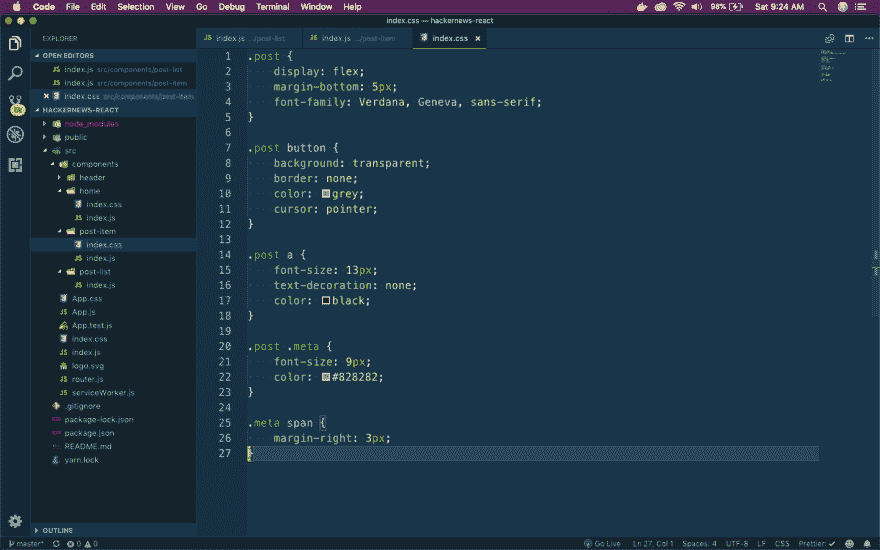 Code File Edit Selection View Go Debug Terminal Window Help 98% Sat 9:24 AM
index.css — hackernews-react
EXPLORER
index.js .../post-list index.js .../post-item index.css ×
OPEN EDITORS
index.js src/components/post-list
index.js src/components/post-item
× index.css src/components/post-item
HACKERNEWS-REACT
node_modules
public
src
components
header
home
index.css
index.js
post-item
index.css
index.js
post-list
index.js
App.css
App.js
App.test.js
index.css
index.js
logo.svg
router.js
serviceWorker.js
.gitignore
package-lock.json
package.json
README.md
yarn.lock
OUTLINE
1 .post {
2 display: flex;
3 margin-bottom: 5px;
4 font-family: Verdana, Geneva, sans-serif;
5 }
6
7 .post button {
8 background: transparent;
9 border: none;
10 color: grey;
11 cursor: pointer;
12 }
13
14 .post a {
15 font-size: 13px;
16 text-decoration: none;
17 color: black;
18 }
19
20 .post .meta {
21 font-size: 9px;
22 color: #828282;
23 }
24
25 .meta span {
26 margin-right: 3px;
27 }
master* 0 0 Go Live Ln 27, Col 1 Spaces: 4 UTF-8 LF CSS Prettier: ✓